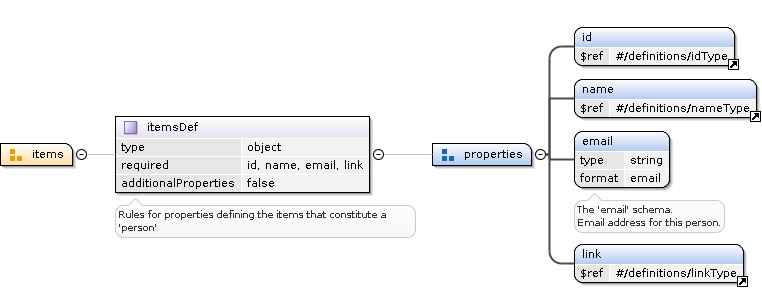 items
itemsDef
type object
required id, name, email, link
additionalProperties false
Rules for properties defining the items that constitute a
'person'
properties
id
$ref #/definitions/idType
name
$ref #/definitions/nameType
email
type string
format email
The 'email' schema.
Email address for this person.
link
$ref #/definitions/linkType